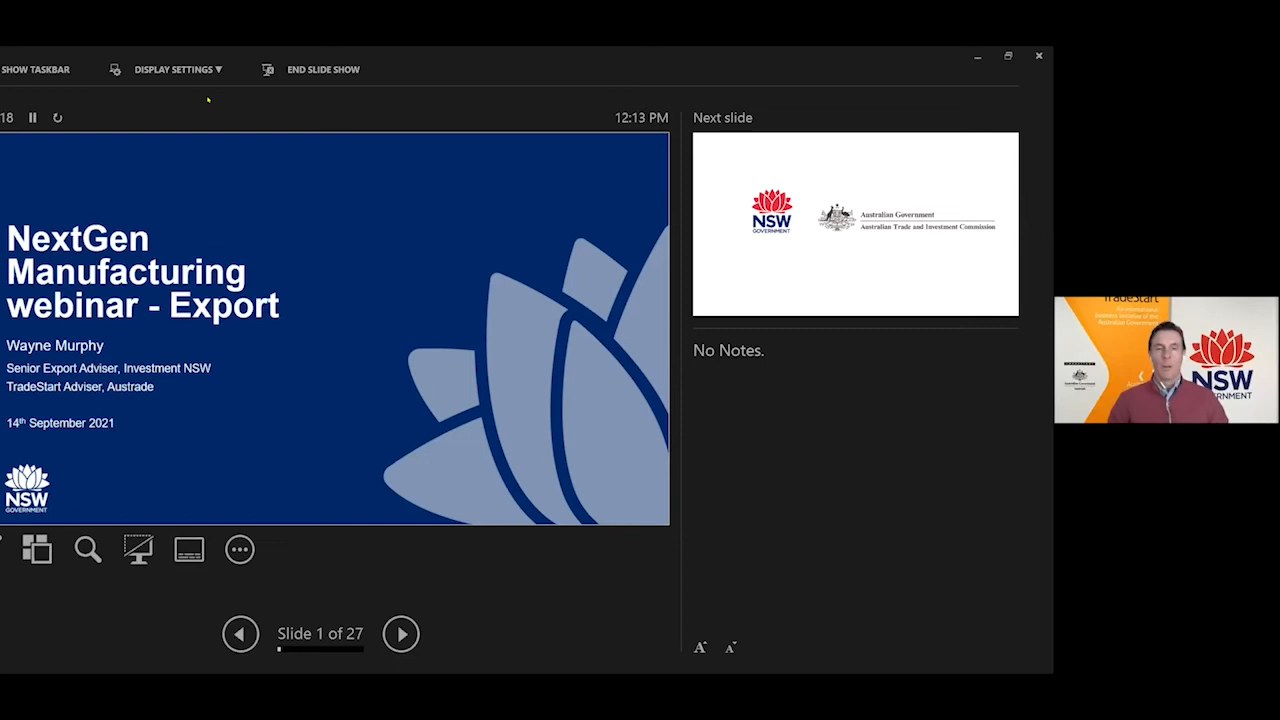 SHOW TASKBAR
DISPLAY SETTINGS ▼
END SLIDE SHOW
18
12:13 PM
Next slide
NextGen
Manufacturing
webinar - Export
Wayne Murphy
Senior Export Adviser, Investment NSW
TradeStart Adviser, Austrade
14th September 2021
NSW
GOVERNMENT
NSW
GOVERNMENT
Australian Government
Australian Trade and Investment Commission
No Notes.
Slide 1 of 27
A
A
TradeStart
NSW